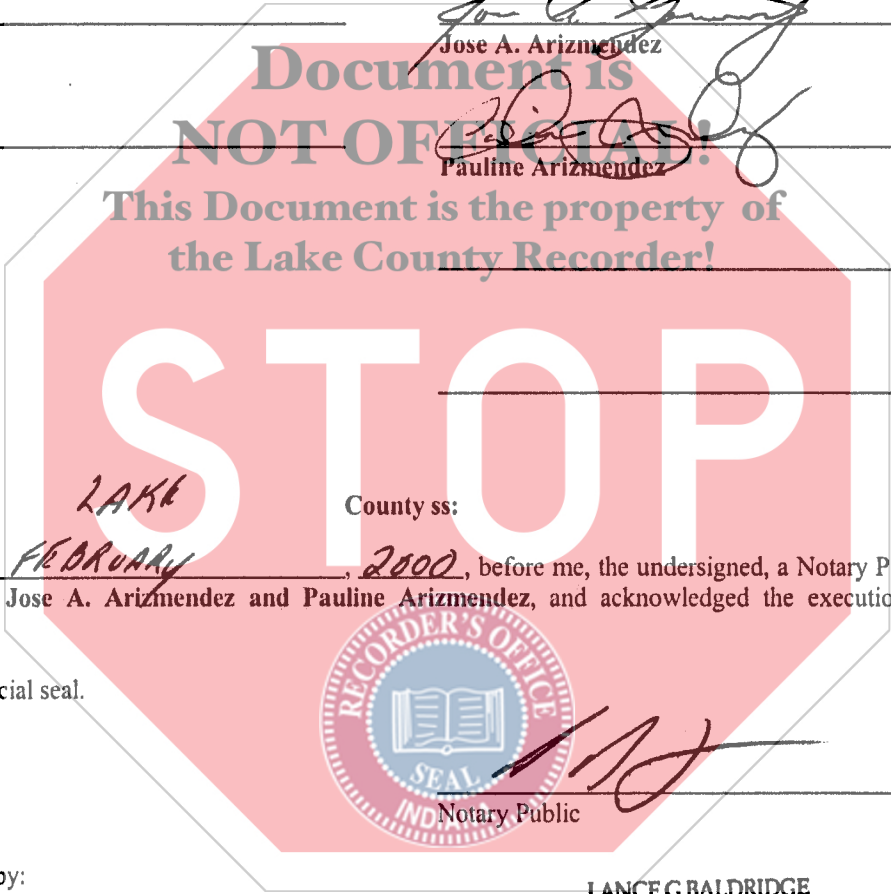 Jose A. Arizmendez
Document is
NOT OFFICIAL!
Pauline Arizmendez
This Document is the property of
the Lake County Recorder!
STOP
LAKE County ss:
FEBRUARY, 2000, before me, the undersigned, a Notary P
Jose A. Arizmendez and Pauline Arizmendez, and acknowledged the executio
RECORDER'S OFFICE
cial seal.
SEAL
INDIANA
Notary Public
by:
LANCE G BALDRIDGE